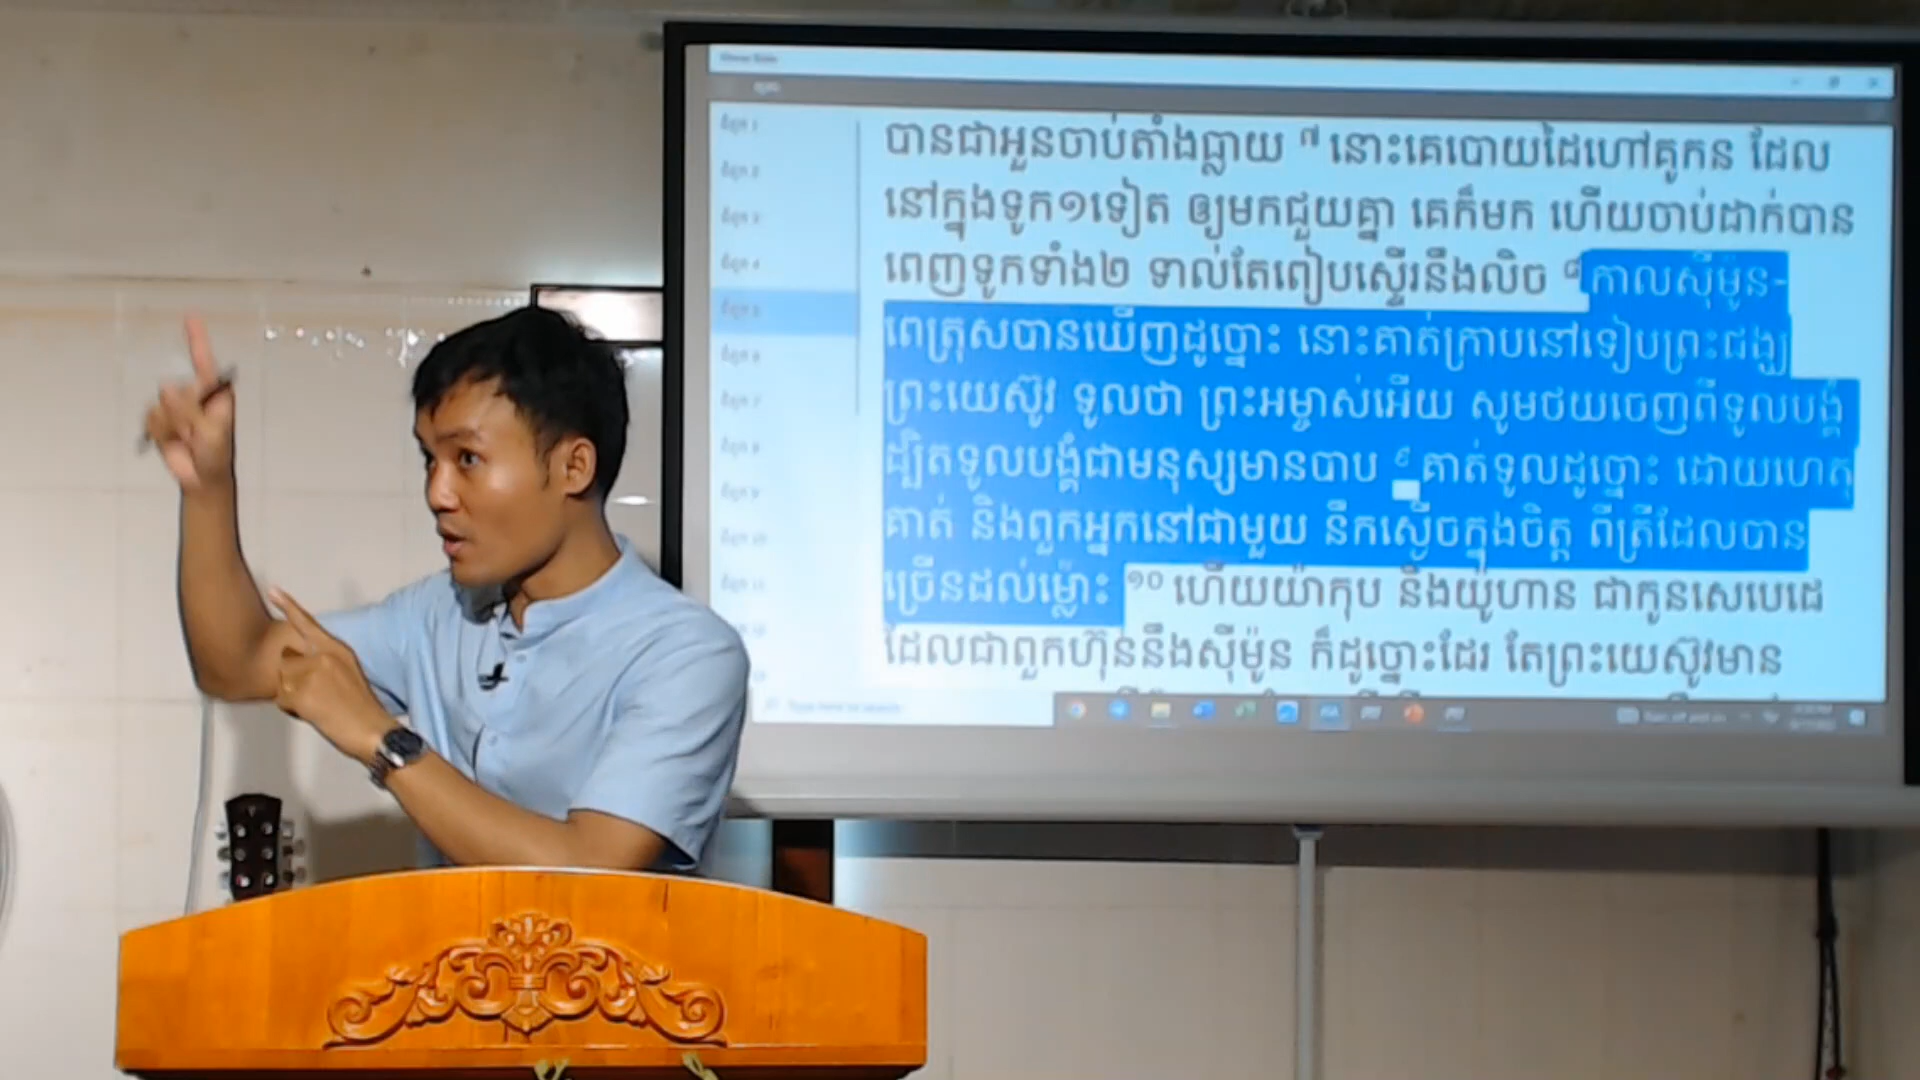 បានជាអួនចាប់តាំងធ្លាយ ៧ នោះគេបោយដៃហៅគូកន ដែល
នៅក្នុងទូក១ទៀត ឲ្យមកជួយគ្នា គេក៏មក ហើយចាប់ដាក់បាន
ពេញទូកទាំង២ ទាល់តែពៀបស្ទើរនឹងលិច ៨ កាលស៊ីម៉ូន-
ពេត្រុសបានឃើញដូច្នោះ នោះគាត់ក្រាបនៅទៀបព្រះជង្ឃ
ព្រះយេស៊ូវ ទូលថា ព្រះអម្ចាស់អើយ សូមថយចេញពីទូលបង្គំ
ដ្បិតទូលបង្គំជាមនុស្សមានបាប ៩ គាត់ទូលដូច្នោះ ដោយហេតុ
គាត់ និងពួកអ្នកនៅជាមួយ នឹកស្ងើចក្នុងចិត្ត ពីត្រីដែលបាន
ច្រើនដល់ម៉្លោះ ១០ ហើយយ៉ាកុប និងយ៉ូហាន ជាកូនសេបេដេ
ដែលជាពួកហ៊ុននឹងស៊ីម៉ូន ក៏ដូច្នោះដែរ តែព្រះយេស៊ូវមាន
Type here to search